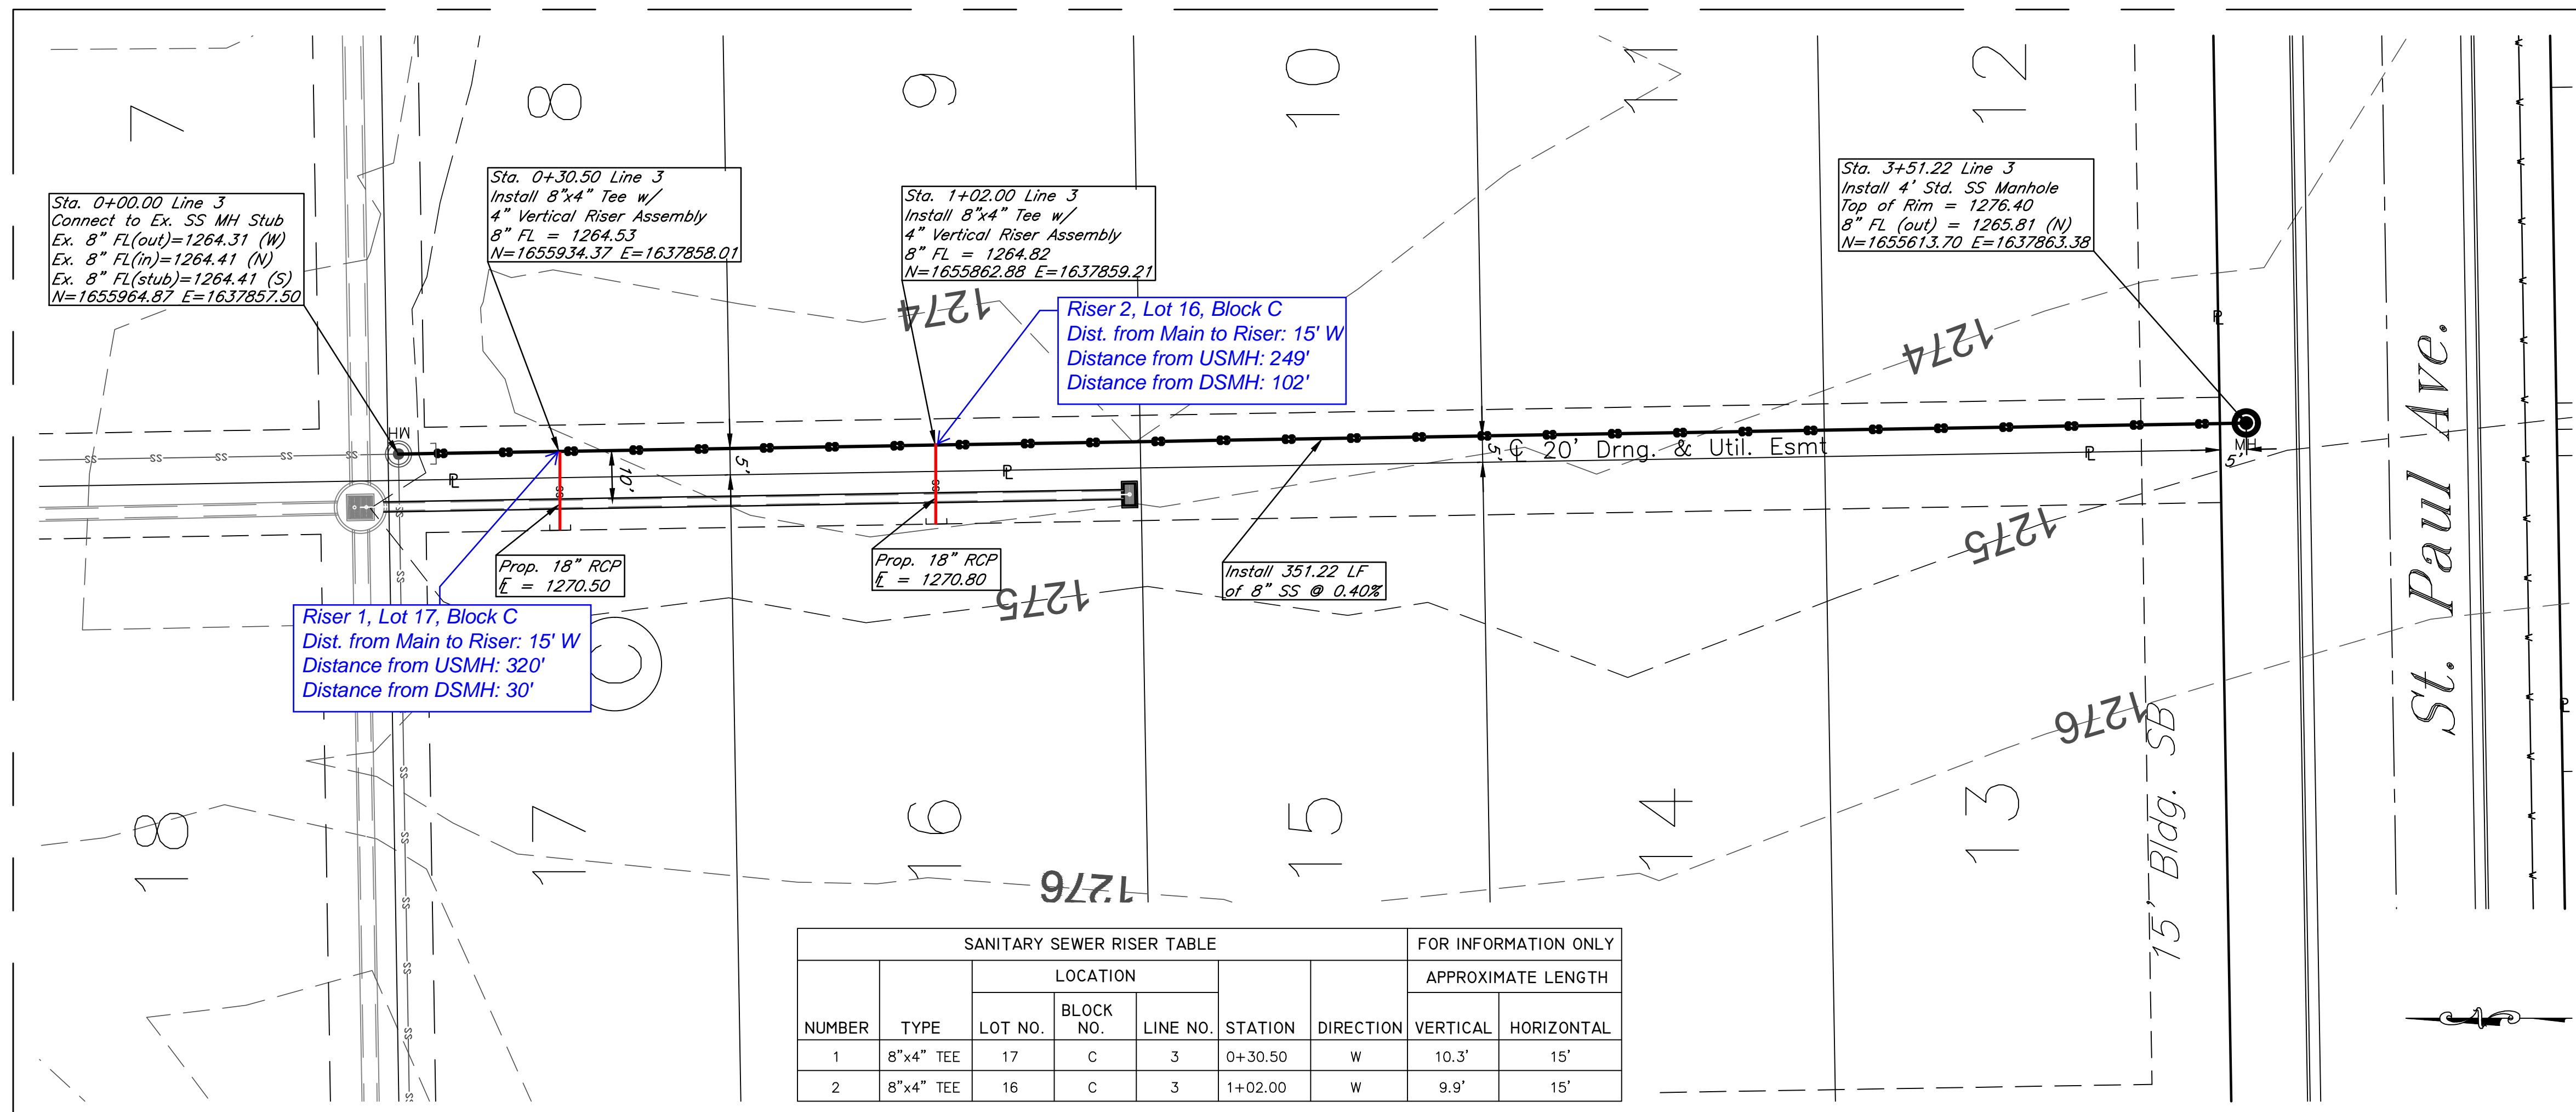 7
8
9
10
11
12
Sta. 0+00.00 Line 3
Connect to Ex. SS MH Stub
Ex. 8" FL(out)=1264.31 (W)
Ex. 8" FL(in)=1264.41 (N)
Ex. 8" FL(stub)=1264.41 (S)
N=1655964.87 E=1637857.50
Sta. 0+30.50 Line 3
Install 8"x4" Tee w/
4" Vertical Riser Assembly
8" FL = 1264.53
N=1655934.37 E=1637858.01
Sta. 1+02.00 Line 3
Install 8"x4" Tee w/
4" Vertical Riser Assembly
8" FL = 1264.82
N=1655862.88 E=1637859.21
Sta. 3+51.22 Line 3
Install 4' Std. SS Manhole
Top of Rim = 1276.40
8" FL (out) = 1265.81 (N)
N=1655613.70 E=1637863.38
1274
Riser 2, Lot 16, Block C
Dist. from Main to Riser: 15' W
Distance from USMH: 249'
Distance from DSMH: 102'
1274
MH
10'
5'
5'
℄ 20' Drng. & Util. Esmt
MH
5'
St. Paul Ave.
Prop. 18" RCP
FL = 1270.50
Prop. 18" RCP
FL = 1270.80
Install 351.22 LF
of 8" SS @ 0.40%
1275
1275
Riser 1, Lot 17, Block C
Dist. from Main to Riser: 15' W
Distance from USMH: 320'
Distance from DSMH: 30'
C
1276
15' Bldg. SB
18
17
16
15
14
13
1276
SANITARY SEWER RISER TABLE FOR INFORMATION ONLY
LOCATION APPROXIMATE LENGTH
NUMBER TYPE LOT NO. BLOCK NO. LINE NO. STATION DIRECTION VERTICAL HORIZONTAL
1 8"x4" TEE 17 C 3 0+30.50 W 10.3' 15'
2 8"x4" TEE 16 C 3 1+02.00 W 9.9' 15'